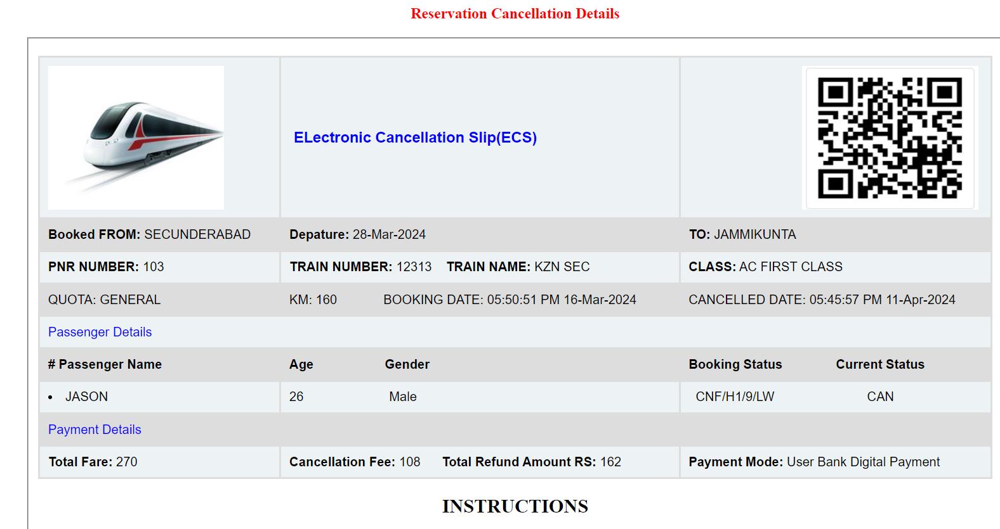 Reservation Cancellation Details
ELectronic Cancellation Slip(ECS)
Booked FROM: SECUNDERABAD Depature: 28-Mar-2024 TO: JAMMIKUNTA
PNR NUMBER: 103 TRAIN NUMBER: 12313 TRAIN NAME: KZN SEC CLASS: AC FIRST CLASS
QUOTA: GENERAL KM: 160 BOOKING DATE: 05:50:51 PM 16-Mar-2024 CANCELLED DATE: 05:45:57 PM 11-Apr-2024
Passenger Details
# Passenger Name Age Gender Booking Status Current Status
• JASON 26 Male CNF/H1/9/LW CAN
Payment Details
Total Fare: 270 Cancellation Fee: 108 Total Refund Amount RS: 162 Payment Mode: User Bank Digital Payment
INSTRUCTIONS